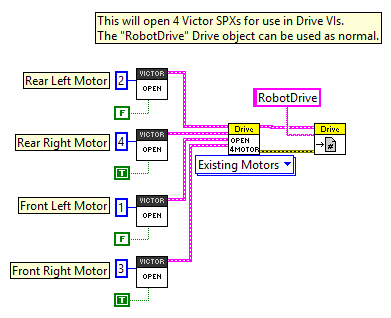 This will open 4 Victor SPXs for use in Drive VIs.
The "RobotDrive" Drive object can be used as normal.
Rear Left Motor
2
VICTOR
OPEN
F
RobotDrive
Rear Right Motor
4
VICTOR
OPEN
T
Drive
OPEN
4MOTOR
Drive
#
Existing Motors
Front Left Motor
1
VICTOR
OPEN
F
Front Right Motor
3
VICTOR
OPEN
T